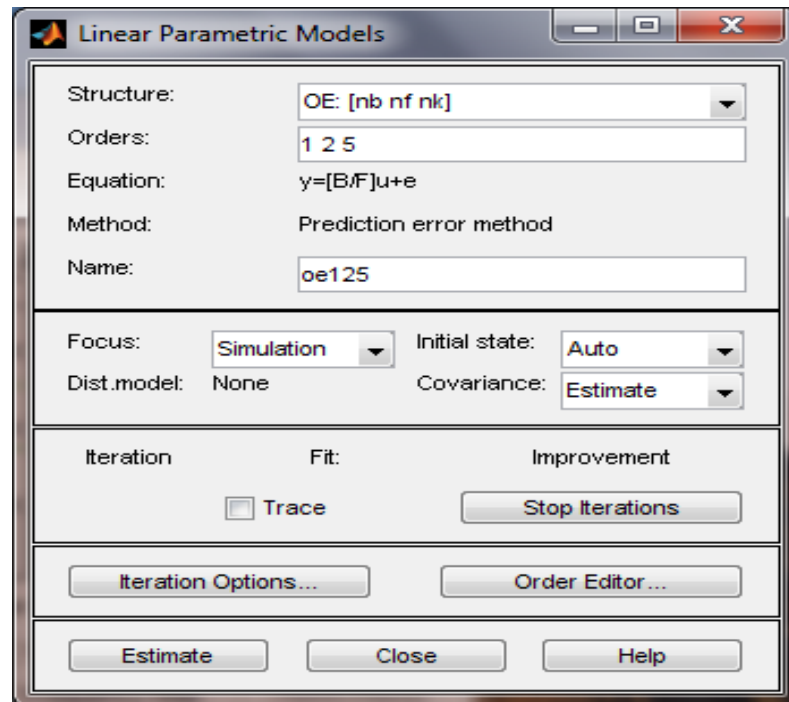 Linear Parametric Models
Structure: OE: [nb nf nk]
Orders: 1 2 5
Equation: y=[B/F]u+e
Method: Prediction error method
Name: oe125
Focus: Simulation Initial state: Auto
Dist.model: None Covariance: Estimate
Iteration Fit: Improvement
Trace Stop Iterations
Iteration Options... Order Editor...
Estimate Close Help